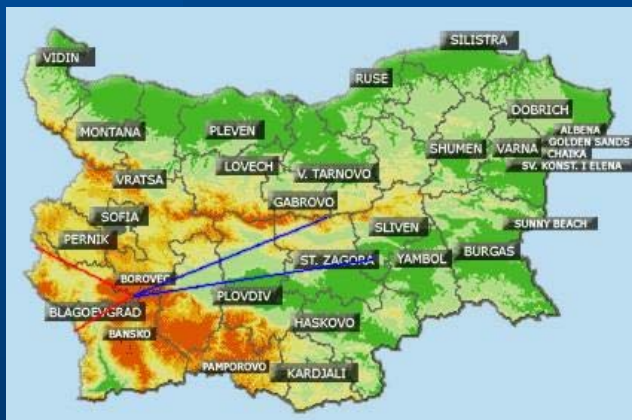 SILISTRA
VIDIN
RUSE
DOBRICH
ALBENA
MONTANA
PLEVEN
SHUMEN
VARNA
GOLDEN SANDS
CHAIKA
SV. KONST. I ELENA
LOVECH
V. TARNOVO
VRATSA
GABROVO
SOFIA
SLIVEN
SUNNY BEACH
PERNIK
BURGAS
ST. ZAGORA
YAMBOL
BOROVEC
PLOVDIV
BLAGOEVGRAD
HASKOVO
BANSKO
PAMPOROVO
KARDJALI